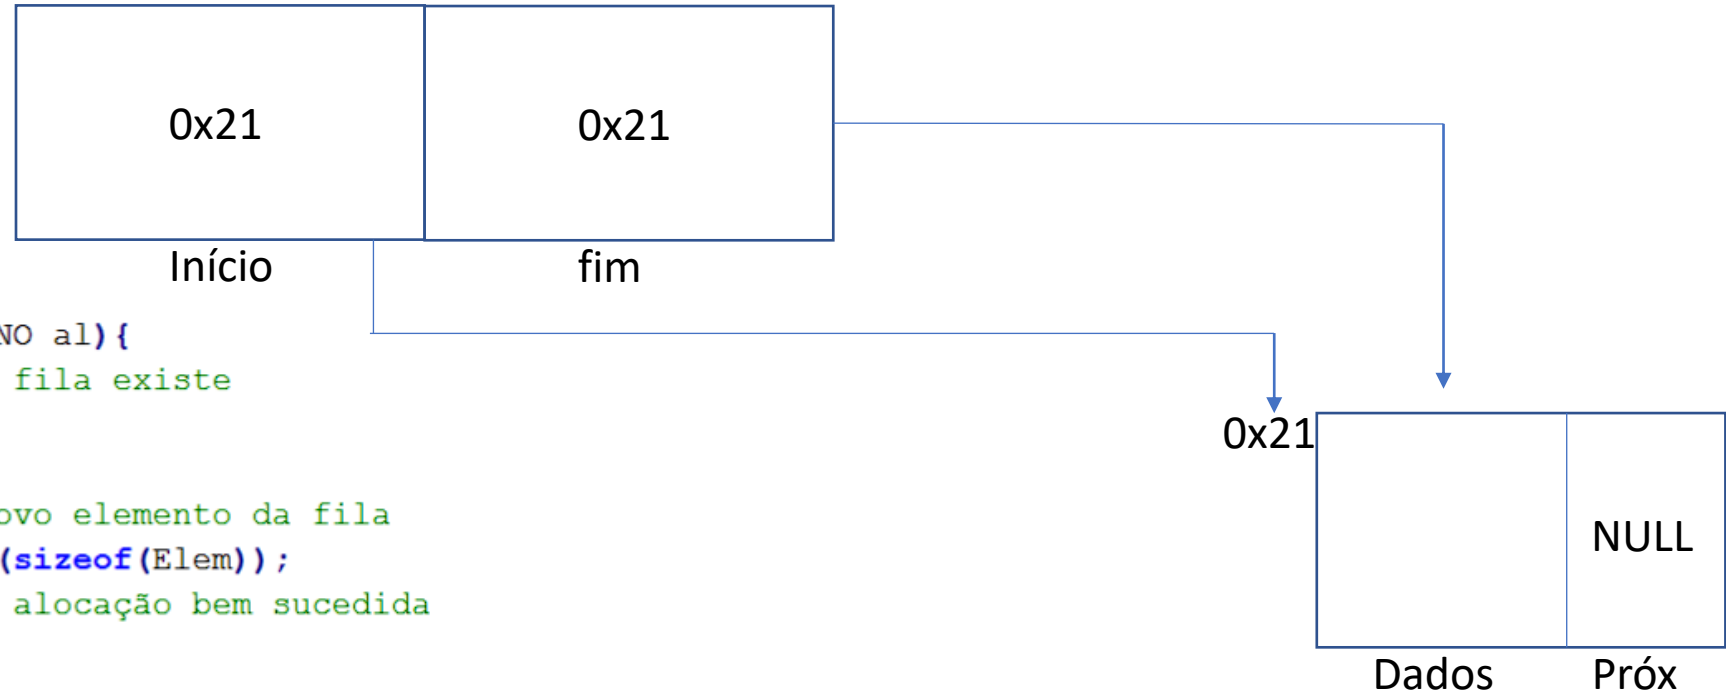 0x21 0x21
Início fim
NO al){
fila existe
0x21
ovo elemento da fila
(sizeof(Elem));
NULL
alocação bem sucedida
Dados Próx